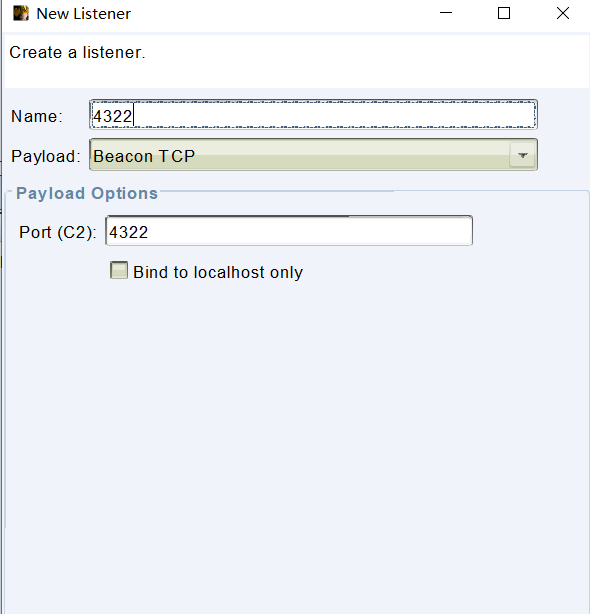 New Listener
Create a listener.
Name: 4322
Payload: Beacon TCP
Payload Options
Port (C2): 4322
Bind to localhost only